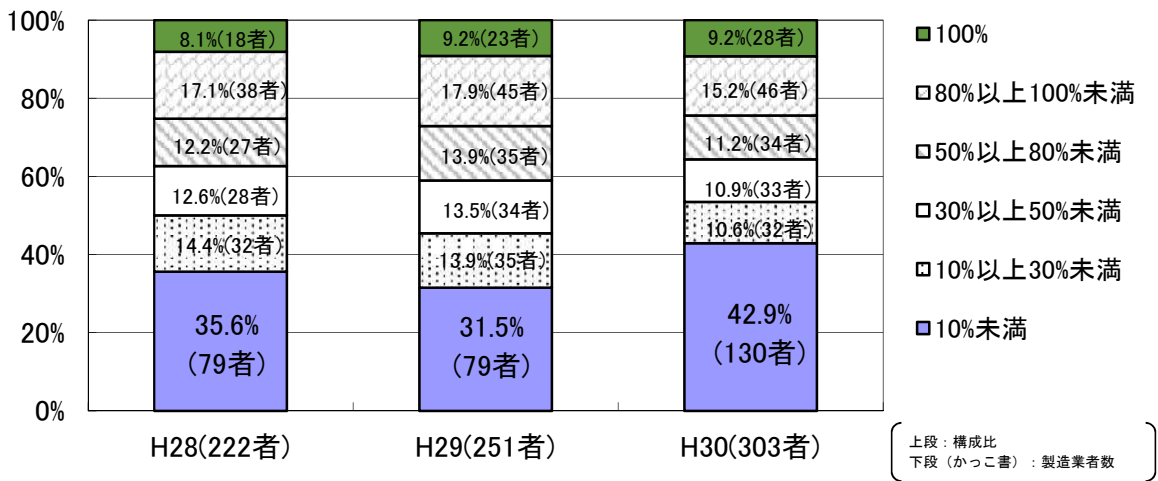 100%
80%
60%
40%
20%
0%
8.1%(18者)
17.1%(38者)
12.2%(27者)
12.6%(28者)
14.4%(32者)
35.6%
(79者)
9.2%(23者)
17.9%(45者)
13.9%(35者)
13.5%(34者)
13.9%(35者)
31.5%
(79者)
9.2%(28者)
15.2%(46者)
11.2%(34者)
10.9%(33者)
10.6%(32者)
42.9%
(130者)
H28(222者)
H29(251者)
H30(303者)
100%
80%以上100%未満
50%以上80%未満
30%以上50%未満
10%以上30%未満
10%未満
上段：構成比
下段（かっこ書）：製造業者数